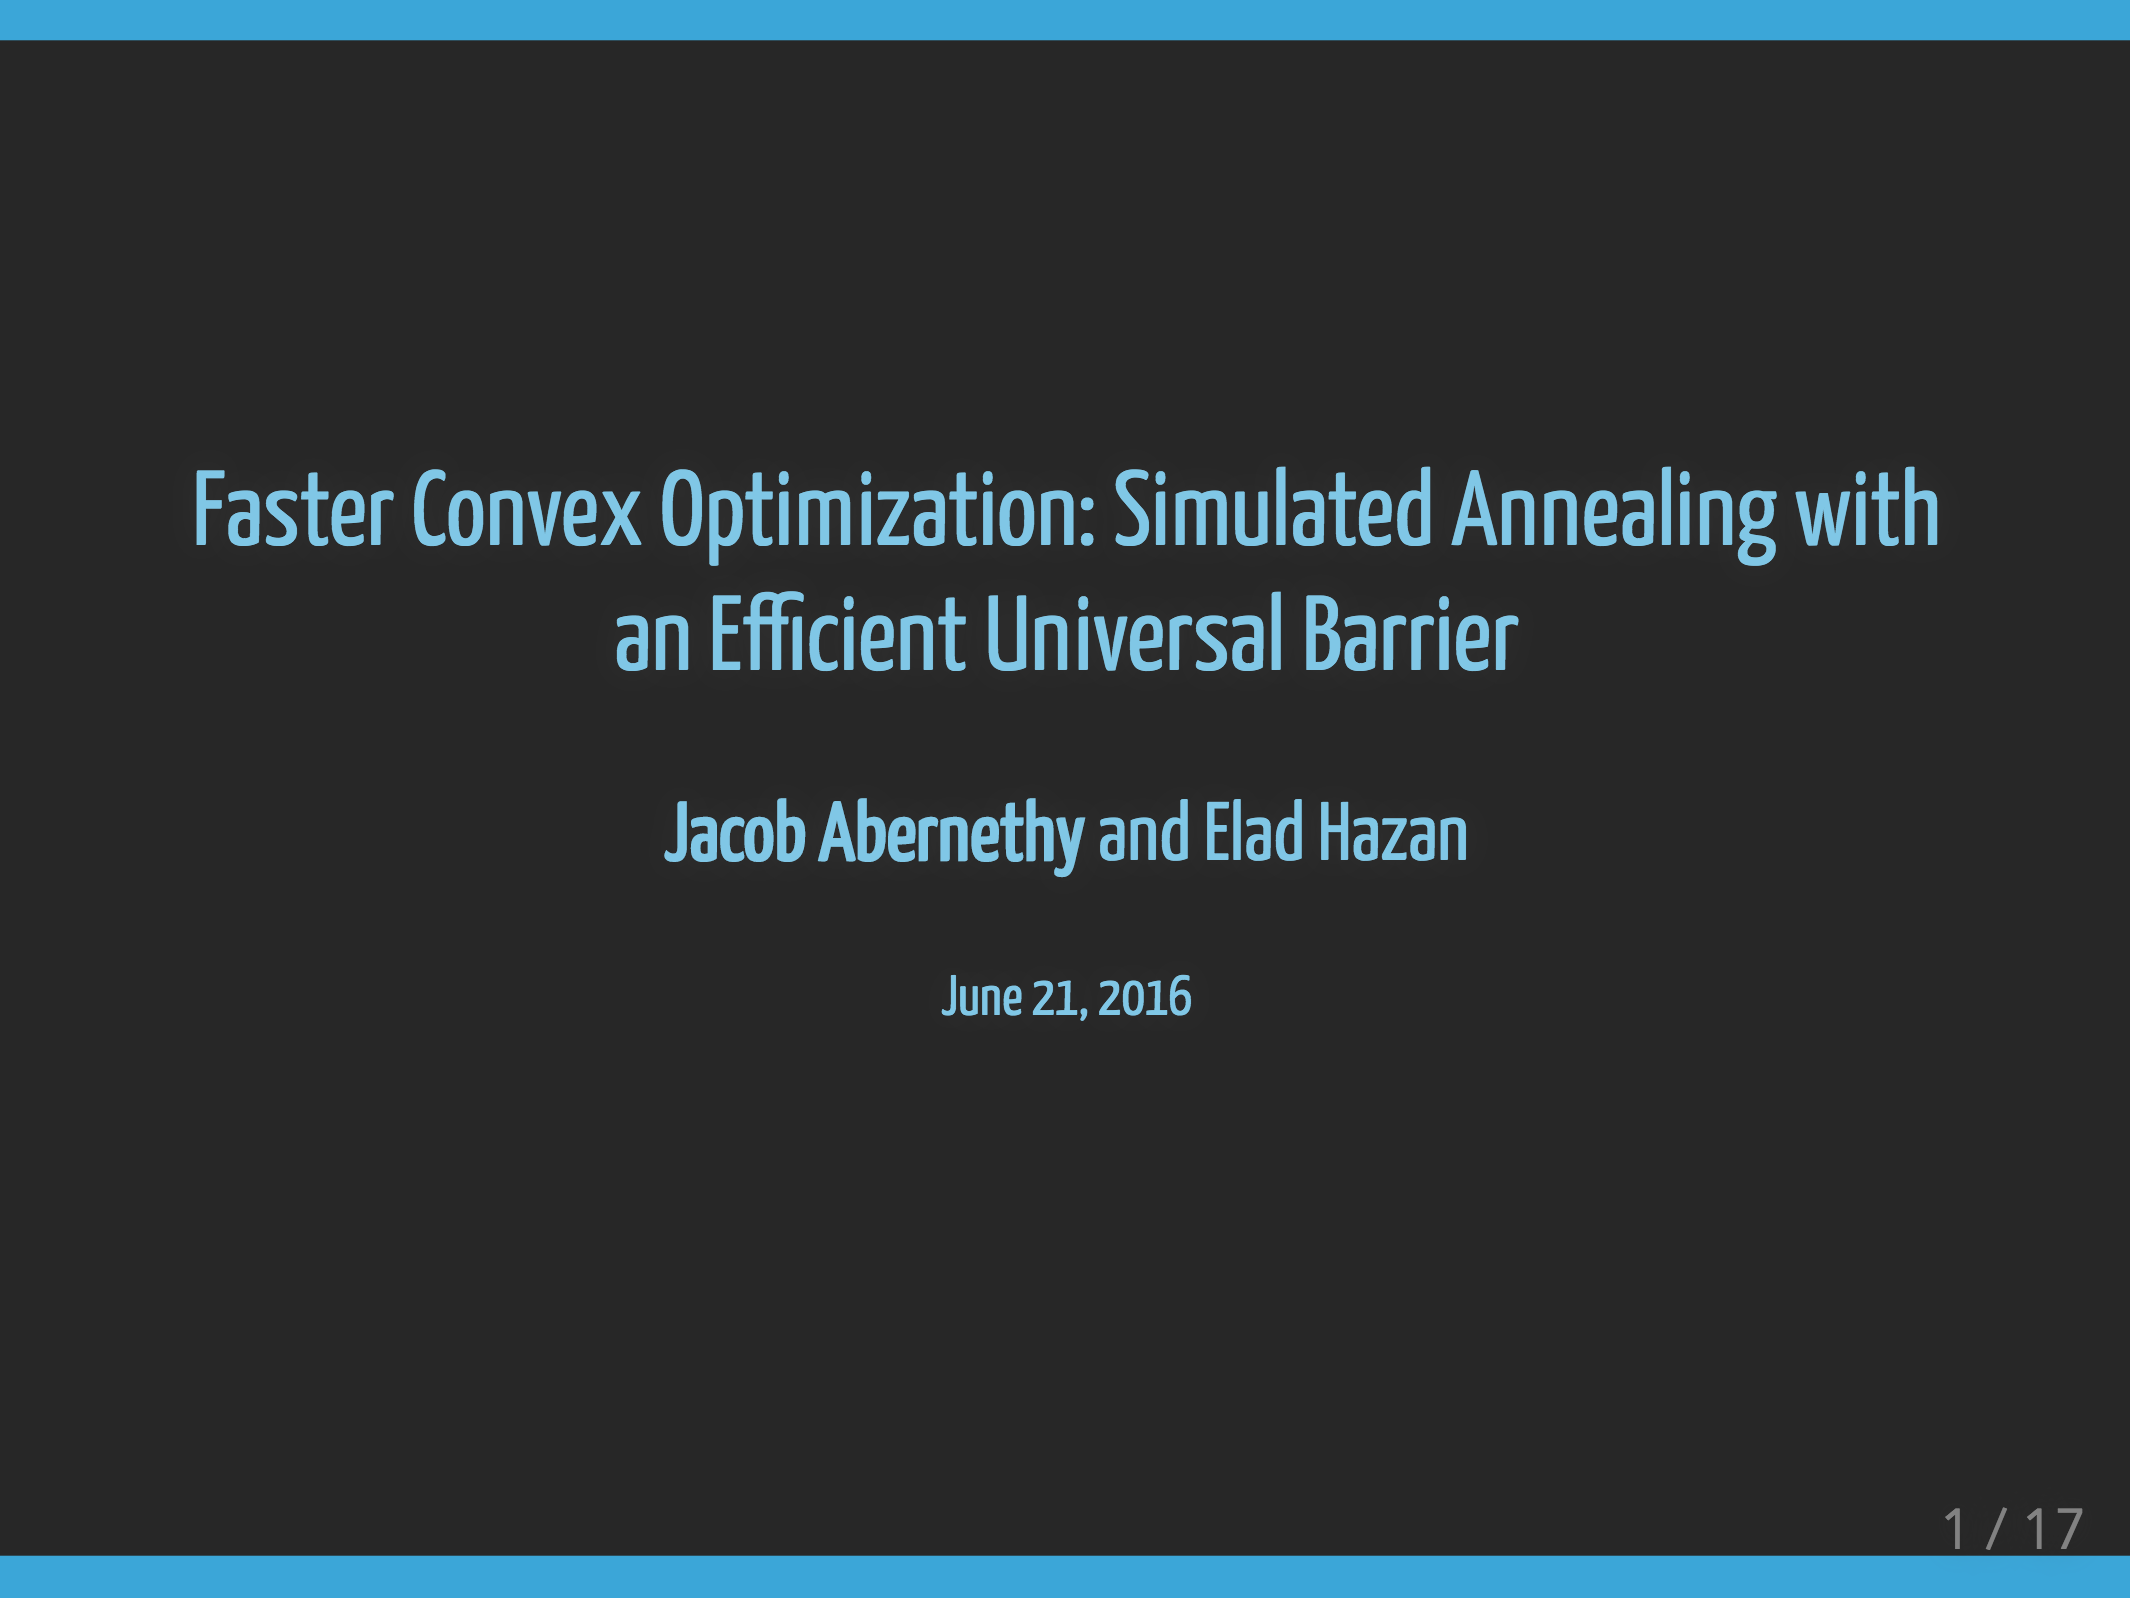 Faster Convex Optimization: Simulated Annealing with
an Efficient Universal Barrier
Jacob Abernethy and Elad Hazan
June 21, 2016
1 / 17